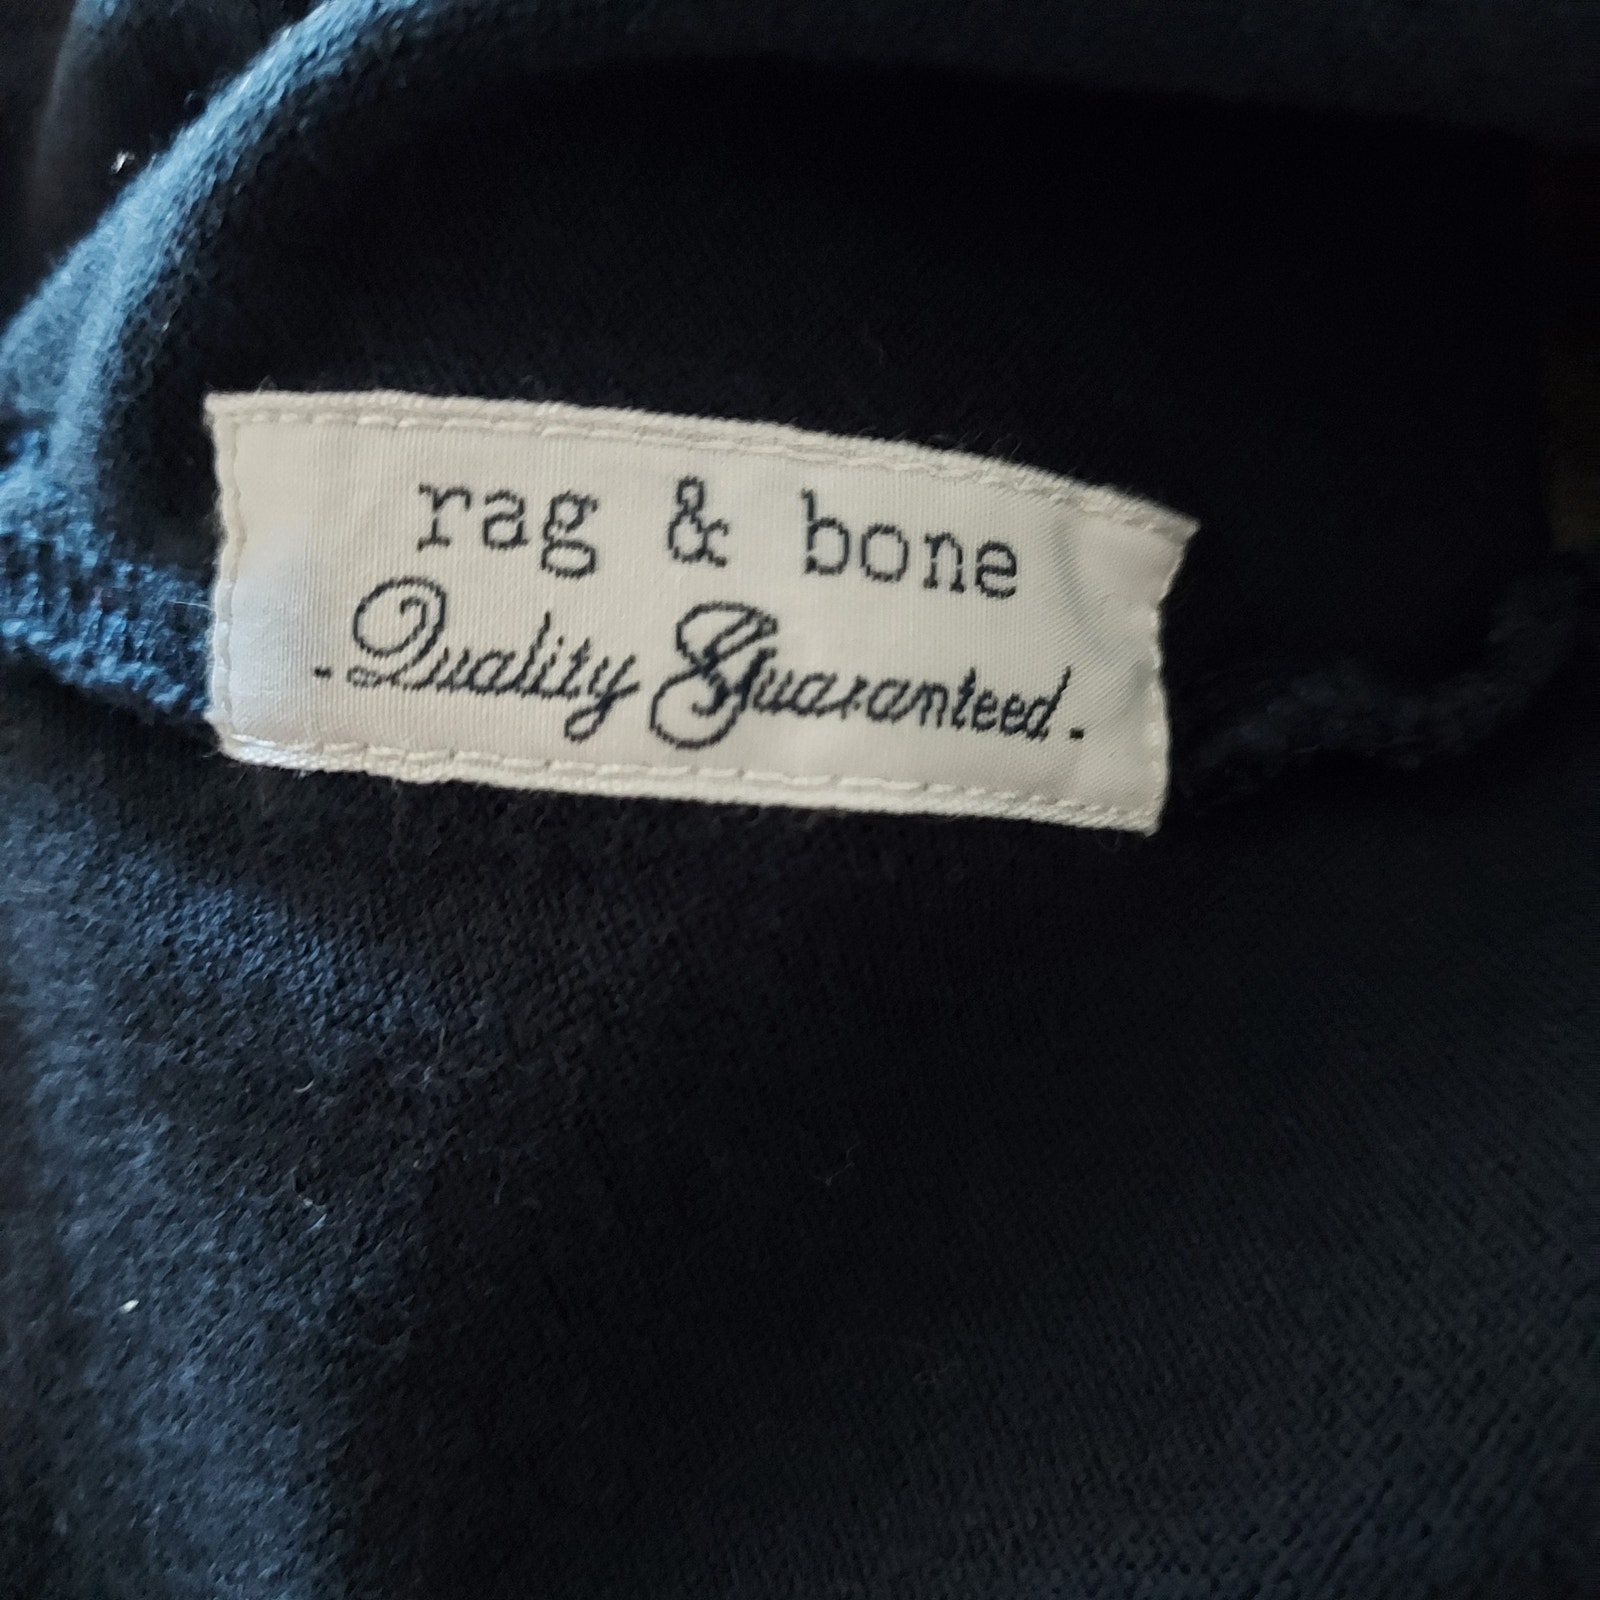 rag & bone
- Quality Guaranteed -